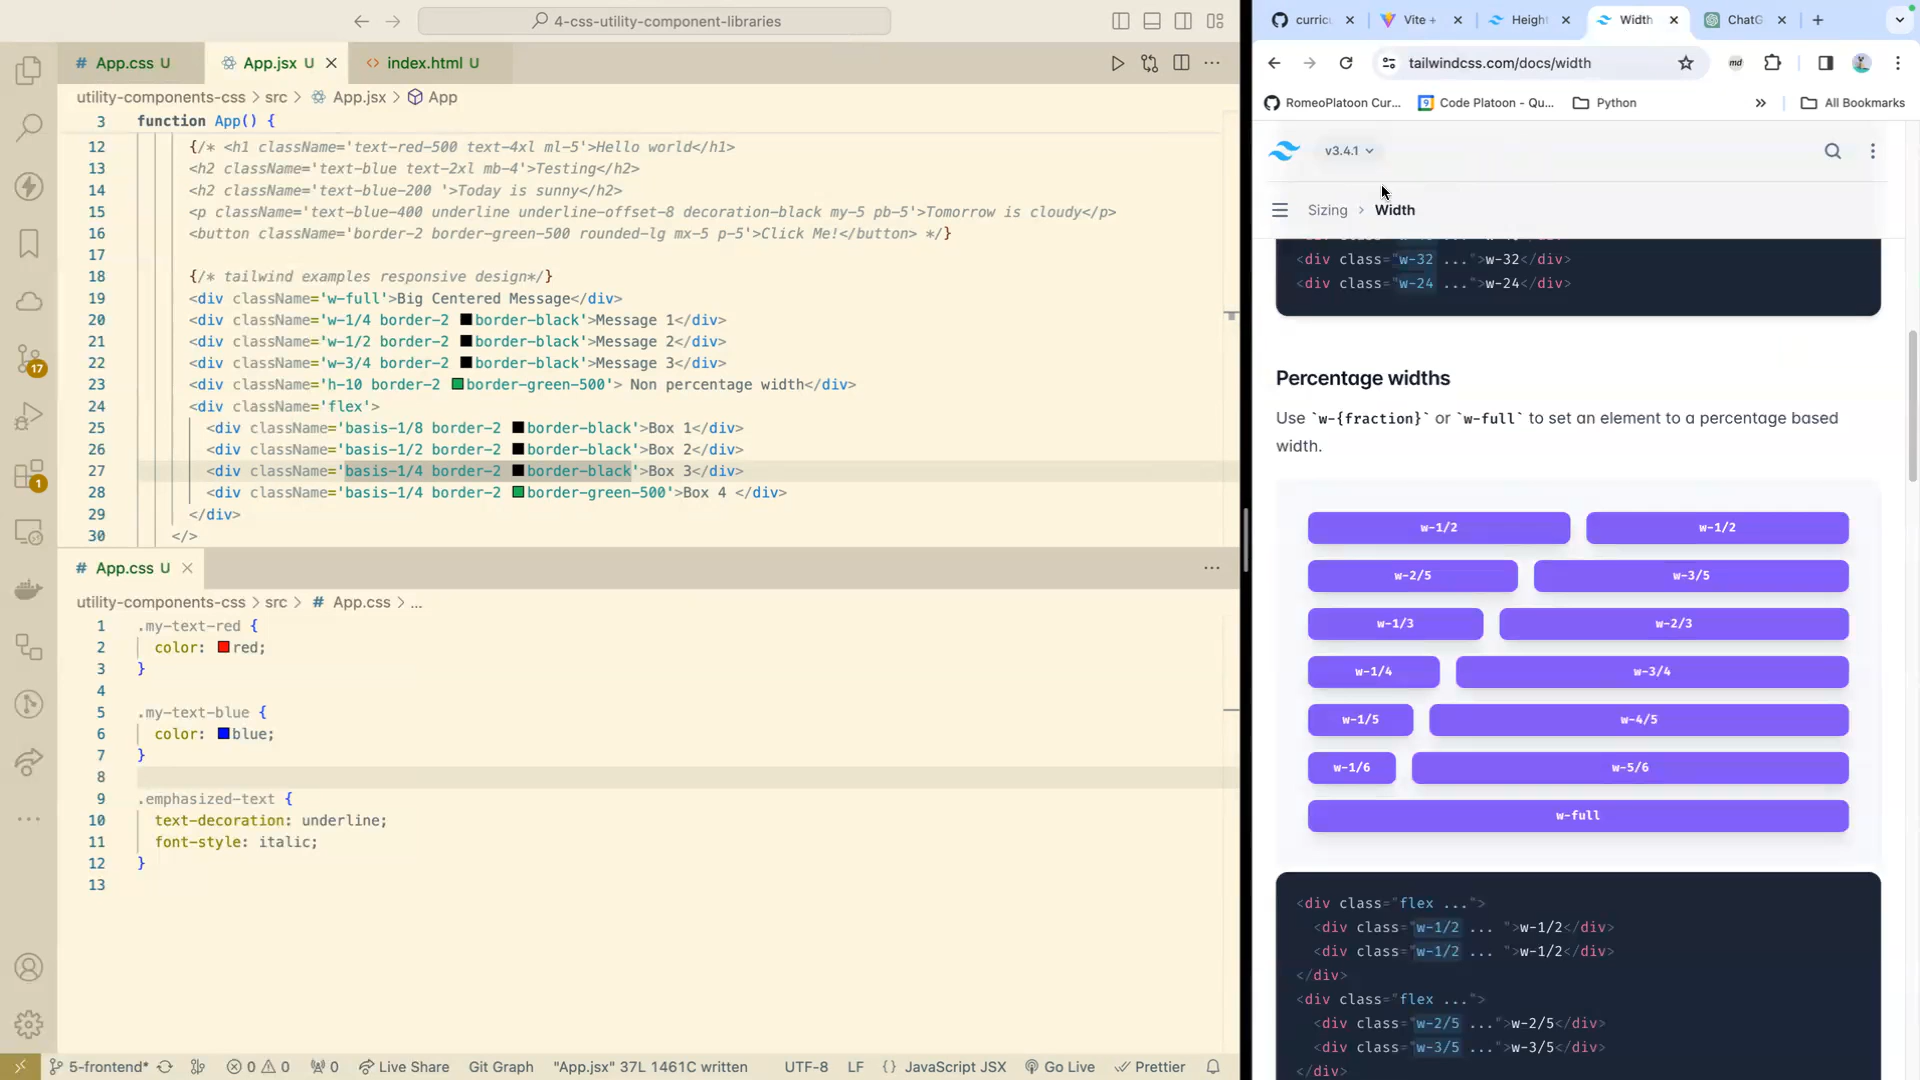 4-css-utility-component-libraries
App.css U
App.jsx U
index.html U
utility-components-css > src > App.jsx > App
3 function App() {
12 {/* <h1 className='text-red-500 text-4xl ml-5'>Hello world</h1>
13 <h2 className='text-blue text-2xl mb-4'>Testing</h2>
14 <h2 className='text-blue-200 '>Today is sunny</h2>
15 <p className='text-blue-400 underline underline-offset-8 decoration-black my-5 pb-5'>Tomorrow is cloudy</p>
16 <button className='border-2 border-green-500 rounded-lg mx-5 p-5'>Click Me!</button> */}
17
18 {/* tailwind examples responsive design*/}
19 <div className='w-full'>Big Centered Message</div>
20 <div className='w-1/4 border-2 border-black'>Message 1</div>
21 <div className='w-1/2 border-2 border-black'>Message 2</div>
22 <div className='w-3/4 border-2 border-black'>Message 3</div>
23 <div className='h-10 border-2 border-green-500'> Non percentage width</div>
24 <div className='flex'>
25 <div className='basis-1/8 border-2 border-black'>Box 1</div>
26 <div className='basis-1/2 border-2 border-black'>Box 2</div>
27 <div className='basis-1/4 border-2 border-black'>Box 3</div>
28 <div className='basis-1/4 border-2 border-green-500'>Box 4 </div>
29 </div>
30 </>
# App.css U
utility-components-css > src > # App.css > ...
1 .my-text-red {
2 color: red;
3 }
4
5 .my-text-blue {
6 color: blue;
7 }
8
9 .emphasized-text {
10 text-decoration: underline;
11 font-style: italic;
12 }
13
17
1
5-frontend* 0 0 0 Live Share Git Graph "App.jsx" 37L 1461C written UTF-8 LF {} JavaScript JSX Go Live Prettier
curric
Vite +
Height
Width
ChatG
tailwindcss.com/docs/width
md
RomeoPlatoon Cur...
Code Platoon - Qu...
Python
» All Bookmarks
v3.4.1
Sizing > Width
<div class="w-32 ...">w-32</div>
<div class="w-24 ...">w-24</div>
Percentage widths
Use `w-{fraction}` or `w-full` to set an element to a percentage based
width.
w-1/2 w-1/2
w-2/5 w-3/5
w-1/3 w-2/3
w-1/4 w-3/4
w-1/5 w-4/5
w-1/6 w-5/6
w-full
<div class="flex ...">
<div class="w-1/2 ... ">w-1/2</div>
<div class="w-1/2 ... ">w-1/2</div>
</div>
<div class="flex ...">
<div class="w-2/5 ... ">w-2/5</div>
<div class="w-3/5 ... ">w-3/5</div>
</div>